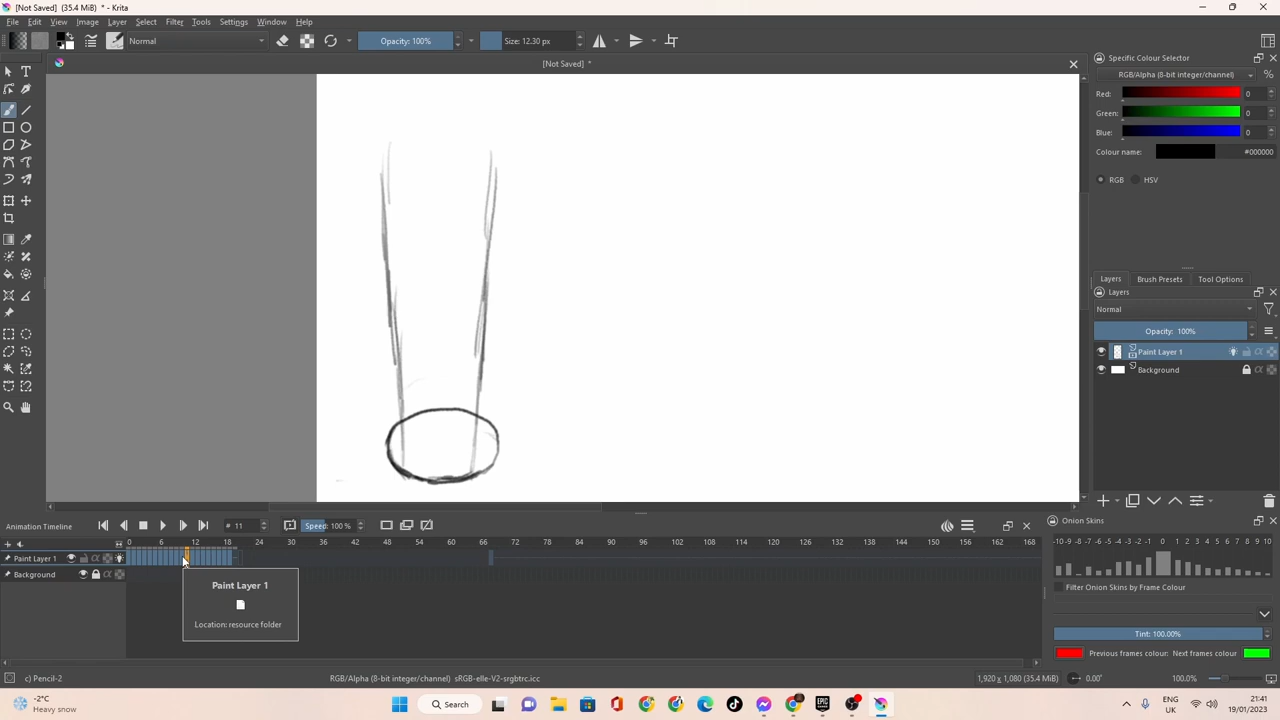 [Not Saved] (35.4 MiB) * - Krita
File Edit View Image Layer Select Filter Tools Settings Window Help
Normal Opacity: 100% Size: 12.30 px
[Not Saved] *
Specific Colour Selector
RGB/Alpha (8-bit integer/channel) %
Red: 0
Green: 0
Blue: 0
Colour name: #000000
RGB HSV
Layers Brush Presets Tool Options
Layers
Normal
Opacity: 100%
Paint Layer 1
Background
Animation Timeline # 11 Speed: 100 %
0 6 12 18 24 30 36 42 48 54 60 66 72 78 84 90 96 102 108 114 120 126 132 138 144 150 156 162 168
Paint Layer 1
Background
Paint Layer 1
Location: resource folder
Onion Skins
-10 -9 -8 -7 -6 -5 -4 -3 -2 -1 0 1 2 3 4 5 6 7 8 9 10
Filter Onion Skins by Frame Colour
Tint: 100.00%
Previous frames colour: Next frames colour:
c) Pencil-2 RGB/Alpha (8-bit integer/channel) sRGB-elle-V2-srgbtrc.icc 1,920 x 1,080 (35.4 MiB) 0.00° 100.0%
-2°C
Heavy snow
Search
ENG
UK
21:41
19/01/2023